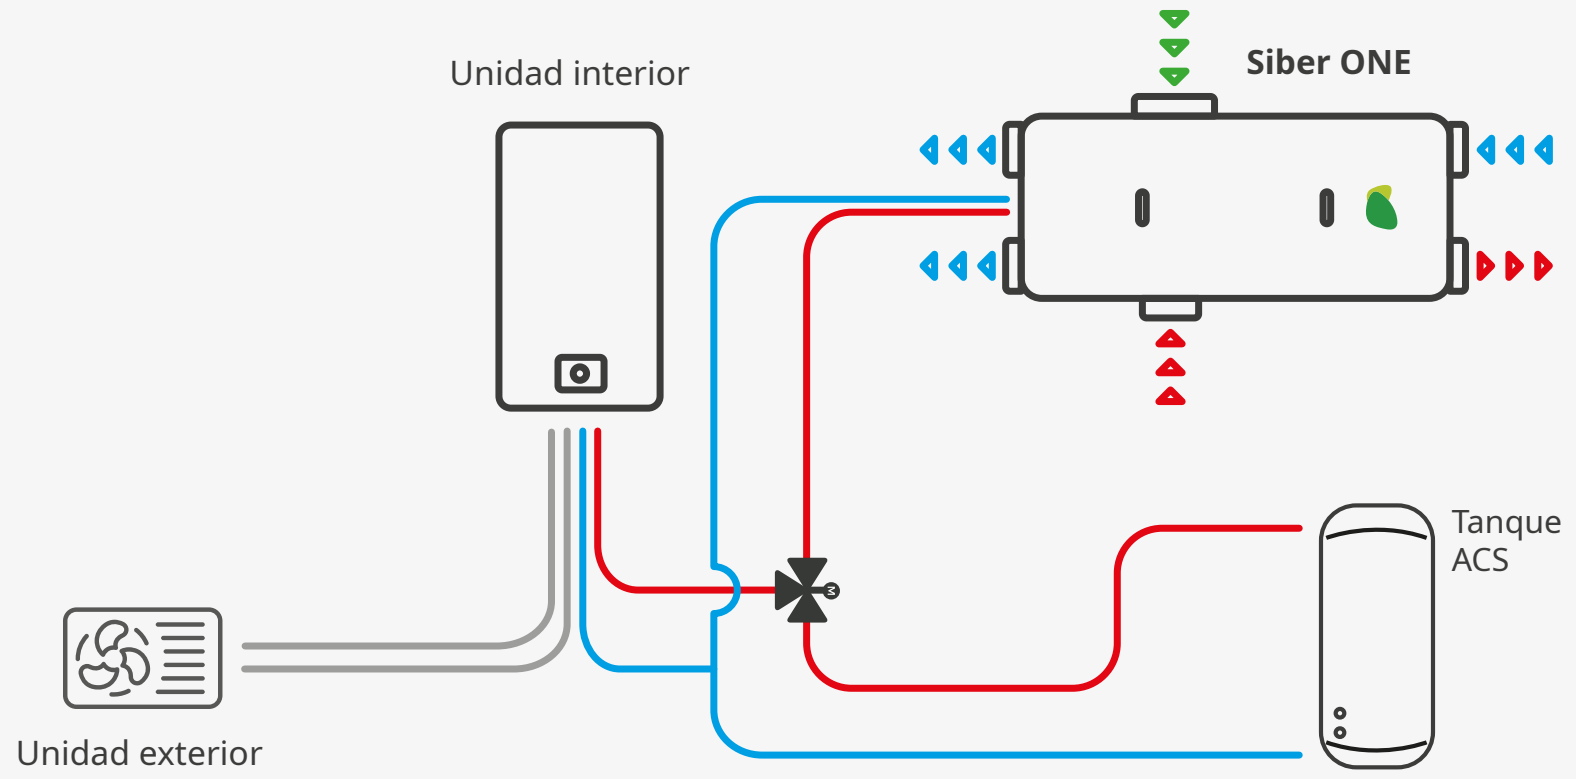 Siber ONE
Unidad interior
Tanque
ACS
M
Unidad exterior